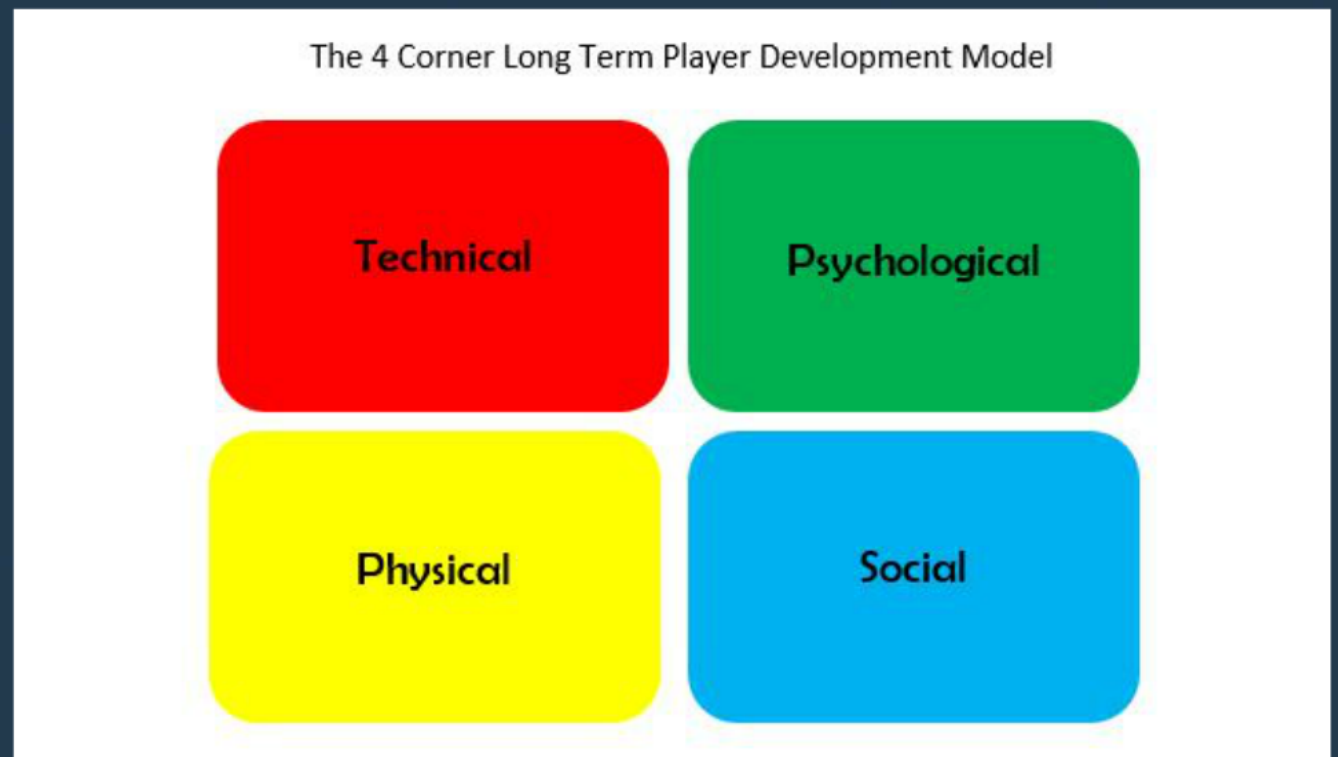 The 4 Corner Long Term Player Development Model
Technical
Psychological
Physical
Social